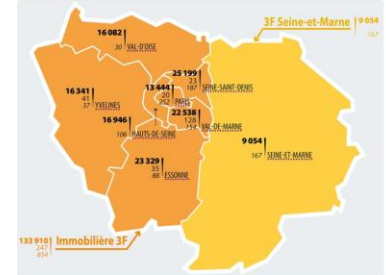 3F Seine-et-Marne 9 054
167
16 082
30 VAL-D'OISE
25 199
23
187 SEINE-SAINT-DENIS
13 444
20
252 PARIS
16 341
41
37 YVELINES
22 538
128
154 VAL-DE-MARNE
16 946
106 HAUTS-DE-SEINE
9 054
167 SEINE-ET-MARNE
23 329
35
88 ESSONNE
133 910 Immobilière 3F
247
854